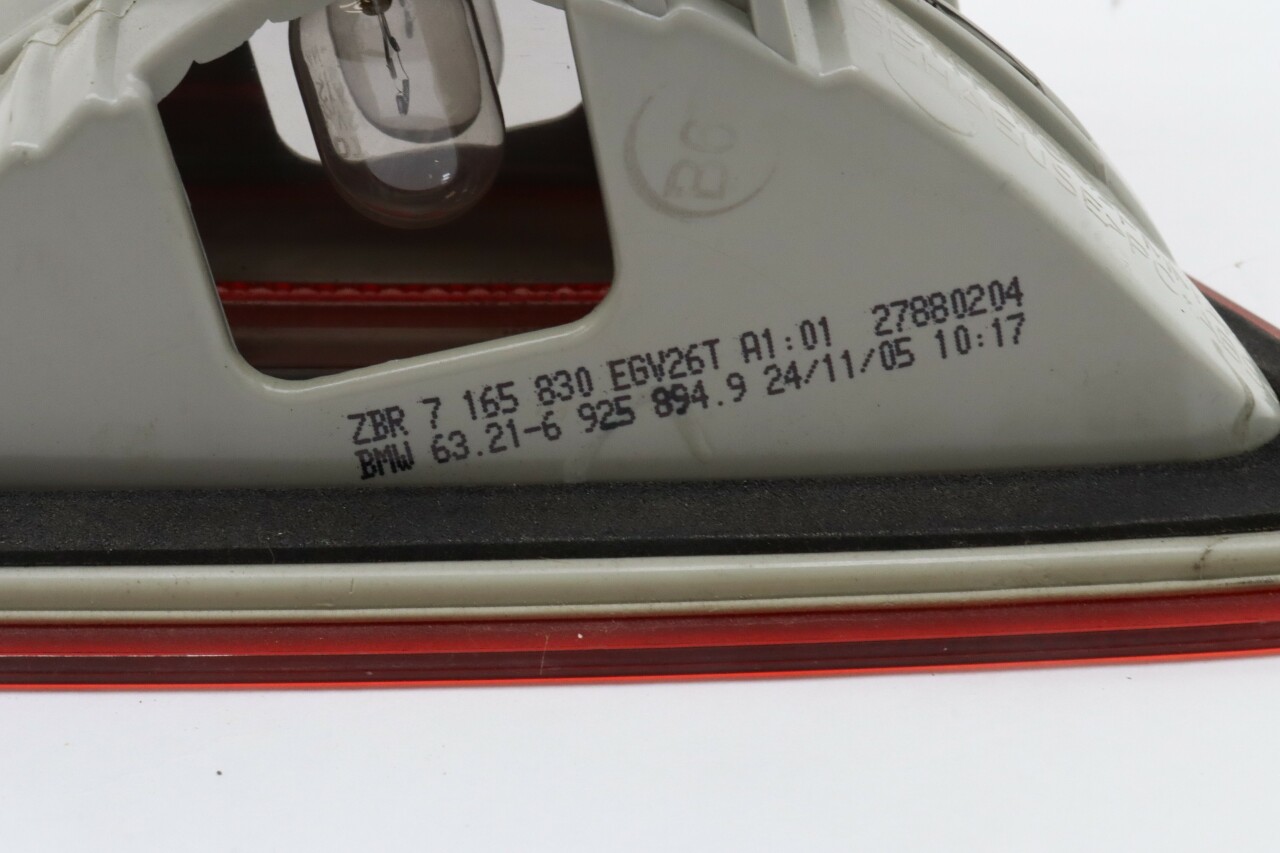 ZBR 7 165 830 EGV26T A1:01 27880204
BMW 63.21-6 925 894.9 24/11/05 10:17